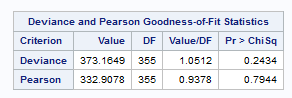 Deviance and Pearson Goodness-of-Fit Statistics
Criterion Value DF Value/DF Pr > ChiSq
Deviance 373.1649 355 1.0512 0.2434
Pearson 332.9078 355 0.9378 0.7944